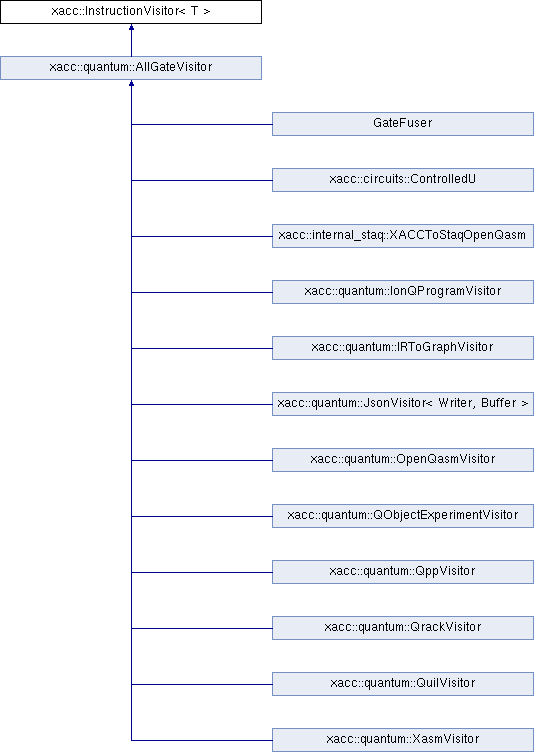 xacc::InstructionVisitor< T >
xacc::quantum::AllGateVisitor
GateFuser
xacc::circuits::ControlledU
xacc::internal_staq::XACCToStaqOpenQasm
xacc::quantum::IonQProgramVisitor
xacc::quantum::IRToGraphVisitor
xacc::quantum::JsonVisitor< Writer, Buffer >
xacc::quantum::OpenQasmVisitor
xacc::quantum::QObjectExperimentVisitor
xacc::quantum::QppVisitor
xacc::quantum::QrackVisitor
xacc::quantum::QuilVisitor
xacc::quantum::XasmVisitor